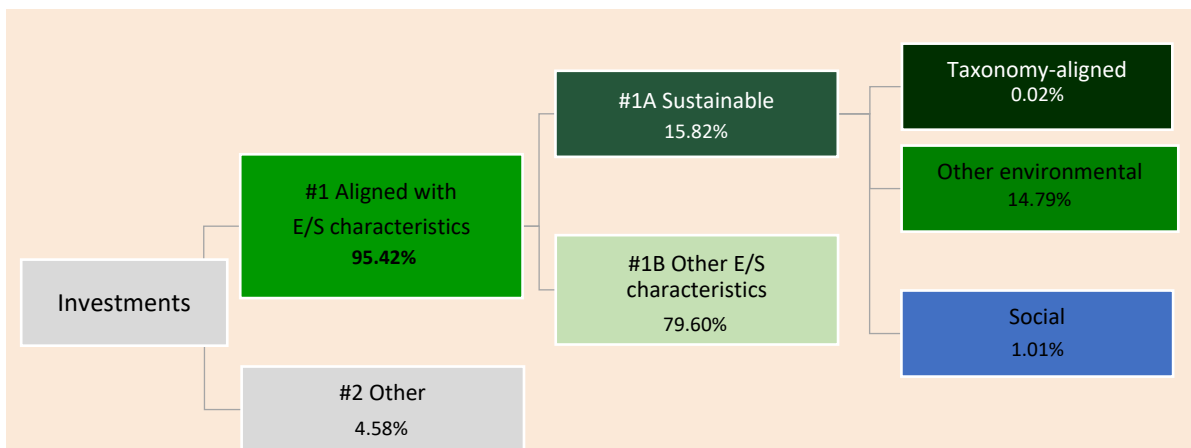 Investments
#1 Aligned with
E/S characteristics
95.42%
#2 Other
4.58%
#1A Sustainable
15.82%
#1B Other E/S
characteristics
79.60%
Taxonomy-aligned
0.02%
Other environmental
14.79%
Social
1.01%